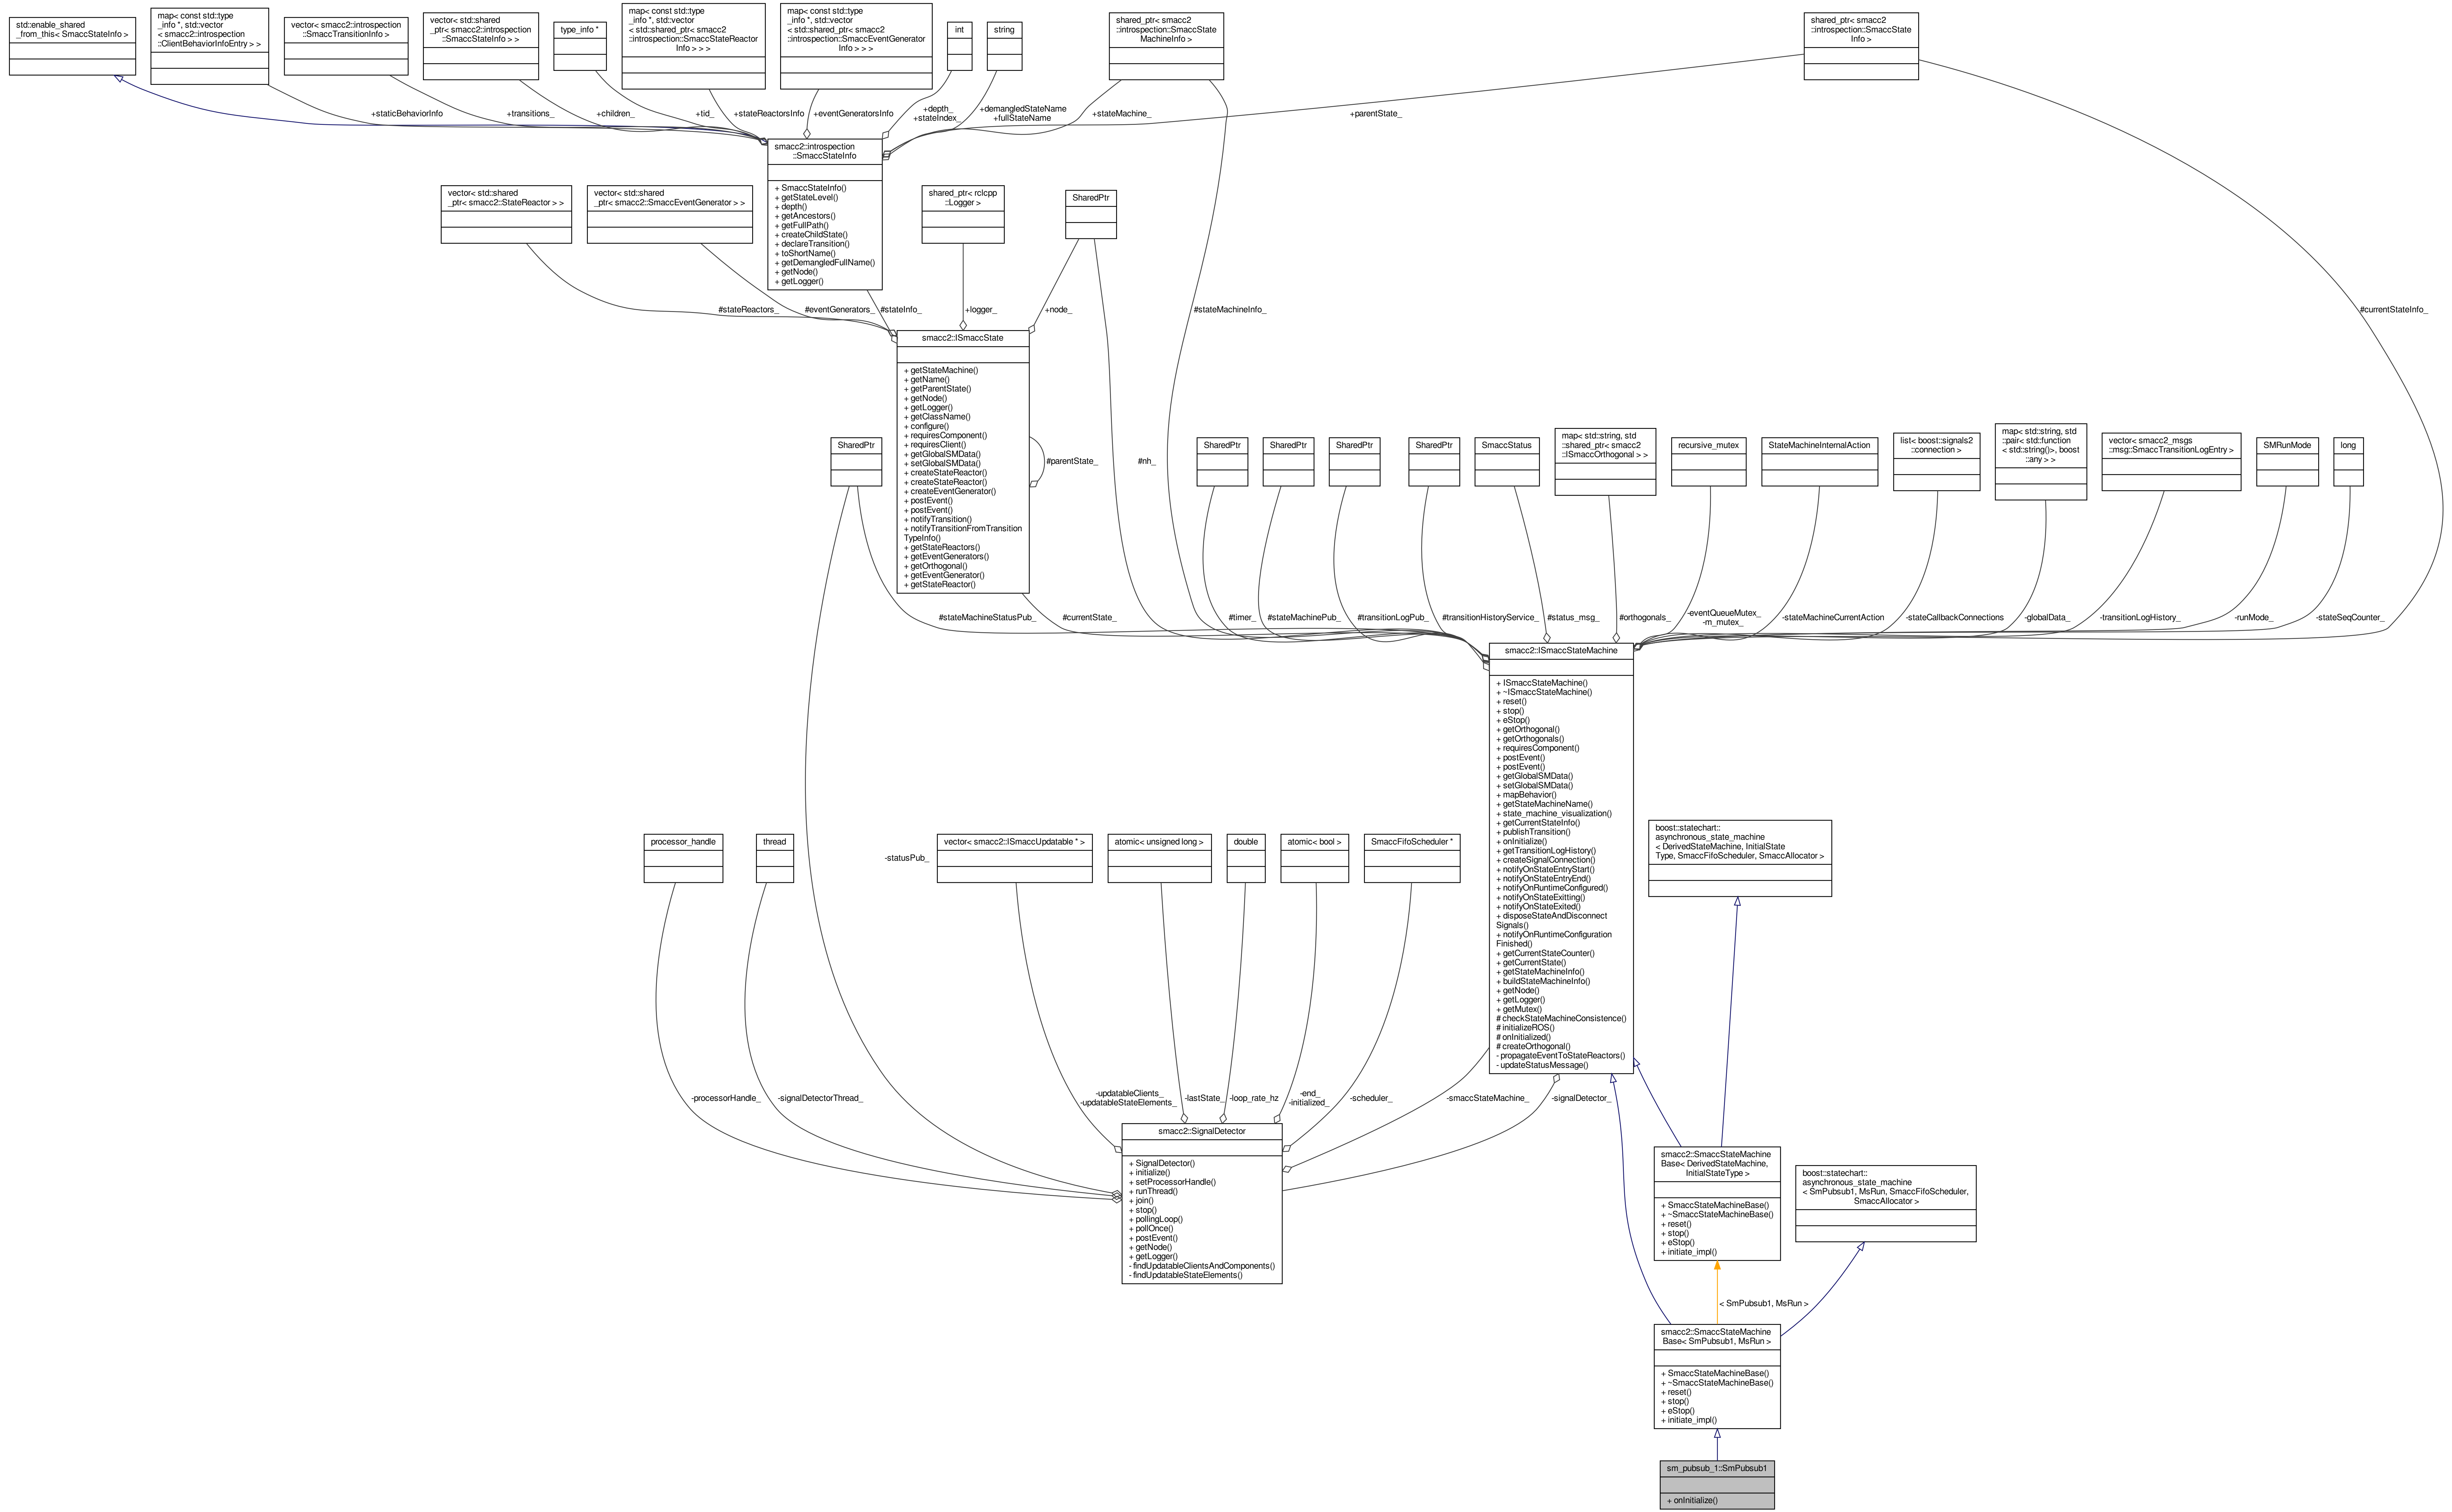 std::enable_shared
_from_this< SmaccStateInfo >
map< const std::type
_info *, std::vector
< smacc2::introspection
::ClientBehaviorInfoEntry > >
vector< smacc2::introspection
::SmaccTransitionInfo >
vector< std::shared
_ptr< smacc2::introspection
::SmaccStateInfo > >
type_info *
map< const std::type
_info *, std::vector
< std::shared_ptr< smacc2
::introspection::SmaccStateReactor
Info > > >
map< const std::type
_info *, std::vector
< std::shared_ptr< smacc2
::introspection::SmaccEventGenerator
Info > > >
int
string
shared_ptr< smacc2
::introspection::SmaccState
MachineInfo >
shared_ptr< smacc2
::introspection::SmaccState
Info >
+staticBehaviorInfo
+transitions_
+children_
+tid_
+stateReactorsInfo
+eventGeneratorsInfo
+depth_
+stateIndex_
+demangledStateName
+fullStateName
+stateMachine_
+parentState_
smacc2::introspection
::SmaccStateInfo
+ SmaccStateInfo()
+ getStateLevel()
+ depth()
+ getAncestors()
+ getFullPath()
+ createChildState()
+ declareTransition()
+ toShortName()
+ getDemangledFullName()
+ getNode()
+ getLogger()
vector< std::shared
_ptr< smacc2::StateReactor > >
vector< std::shared
_ptr< smacc2::SmaccEventGenerator > >
shared_ptr< rclcpp
::Logger >
SharedPtr
#stateReactors_
#eventGenerators_
#stateInfo_
+logger_
+node_
#stateMachineInfo_
#currentStateInfo_
smacc2::ISmaccState
+ getStateMachine()
+ getName()
+ getParentState()
+ getNode()
+ getLogger()
+ getClassName()
+ configure()
+ requiresComponent()
+ requiresClient()
+ getGlobalSMData()
+ setGlobalSMData()
+ createStateReactor()
+ createStateReactor()
+ createEventGenerator()
+ postEvent()
+ postEvent()
+ notifyTransition()
+ notifyTransitionFromTransition
TypeInfo()
+ getStateReactors()
+ getEventGenerators()
+ getOrthogonal()
+ getEventGenerator()
+ getStateReactor()
#parentState_
#nh_
SharedPtr
SharedPtr
SharedPtr
SharedPtr
SharedPtr
SmaccStatus
map< std::string, std
::shared_ptr< smacc2
::ISmaccOrthogonal > >
recursive_mutex
StateMachineInternalAction
list< boost::signals2
::connection >
map< std::string, std
::pair< std::function
< std::string()>, boost
::any > >
vector< smacc2_msgs
::msg::SmaccTransitionLogEntry >
SMRunMode
long
#stateMachineStatusPub_
#currentState_
#timer_
#stateMachinePub_
#transitionLogPub_
#transitionHistoryService_
#status_msg_
#orthogonals_
-eventQueueMutex_
-m_mutex_
-stateMachineCurrentAction
-stateCallbackConnections
-globalData_
-transitionLogHistory_
-runMode_
-stateSeqCounter_
smacc2::ISmaccStateMachine
+ ISmaccStateMachine()
+ ~ISmaccStateMachine()
+ reset()
+ stop()
+ eStop()
+ getOrthogonal()
+ getOrthogonals()
+ requiresComponent()
+ postEvent()
+ postEvent()
+ getGlobalSMData()
+ setGlobalSMData()
+ mapBehavior()
+ getStateMachineName()
+ state_machine_visualization()
+ getCurrentStateInfo()
+ publishTransition()
+ onInitialize()
+ getTransitionLogHistory()
+ createSignalConnection()
+ notifyOnStateEntryStart()
+ notifyOnStateEntryEnd()
+ notifyOnRuntimeConfigured()
+ notifyOnStateExitting()
+ notifyOnStateExited()
+ disposeStateAndDisconnect
Signals()
+ notifyOnRuntimeConfiguration
Finished()
+ getCurrentStateCounter()
+ getCurrentState()
+ getStateMachineInfo()
+ buildStateMachineInfo()
+ getNode()
+ getLogger()
+ getMutex()
# checkStateMachineConsistence()
# initializeROS()
# onInitialized()
# createOrthogonal()
- propagateEventToStateReactors()
- updateStatusMessage()
processor_handle
thread
-statusPub_
vector< smacc2::ISmaccUpdatable * >
atomic< unsigned long >
double
atomic< bool >
SmaccFifoScheduler *
boost::statechart::
asynchronous_state_machine
< DerivedStateMachine, InitialState
Type, SmaccFifoScheduler, SmaccAllocator >
-processorHandle_
-signalDetectorThread_
-updatableClients_
-updatableStateElements_
-lastState_
-loop_rate_hz
-end_
-initialized_
-scheduler_
-smaccStateMachine_
-signalDetector_
smacc2::SignalDetector
+ SignalDetector()
+ initialize()
+ setProcessorHandle()
+ runThread()
+ join()
+ stop()
+ pollingLoop()
+ pollOnce()
+ postEvent()
+ getNode()
+ getLogger()
- findUpdatableClientsAndComponents()
- findUpdatableStateElements()
smacc2::SmaccStateMachine
Base< DerivedStateMachine,
InitialStateType >
+ SmaccStateMachineBase()
+ ~SmaccStateMachineBase()
+ reset()
+ stop()
+ eStop()
+ initiate_impl()
boost::statechart::
asynchronous_state_machine
< SmPubsub1, MsRun, SmaccFifoScheduler,
SmaccAllocator >
< SmPubsub1, MsRun >
smacc2::SmaccStateMachine
Base< SmPubsub1, MsRun >
+ SmaccStateMachineBase()
+ ~SmaccStateMachineBase()
+ reset()
+ stop()
+ eStop()
+ initiate_impl()
sm_pubsub_1::SmPubsub1
+ onInitialize()